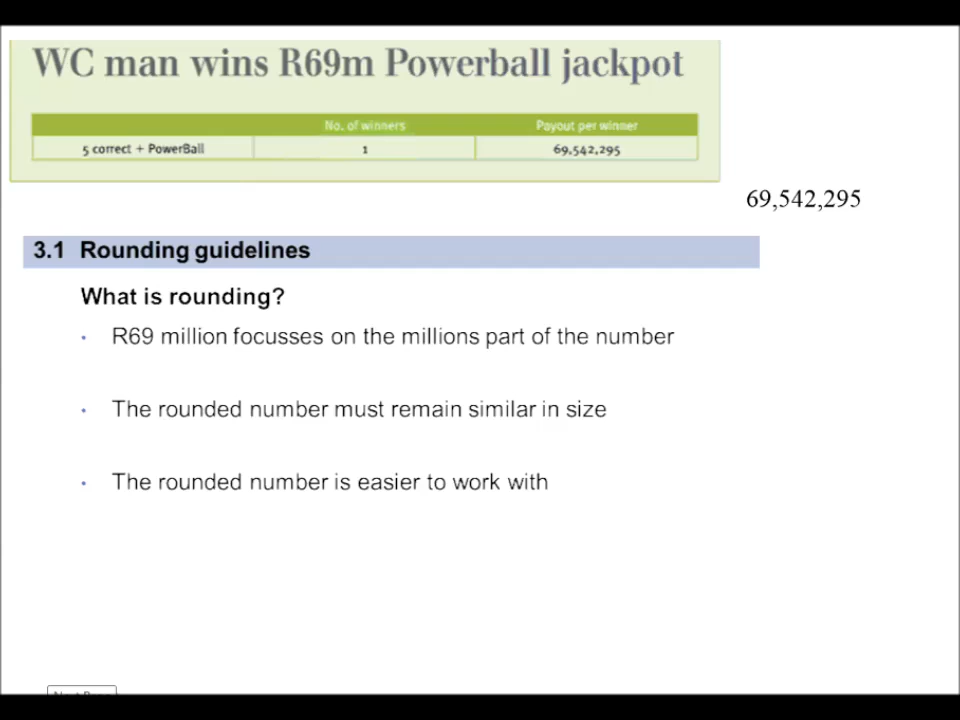 WC man wins R69m Powerball jackpot
No. of winners Payout per winner
5 correct + PowerBall 1 69,542,295
69,542,295
3.1 Rounding guidelines
What is rounding?
• R69 million focusses on the millions part of the number
• The rounded number must remain similar in size
• The rounded number is easier to work with